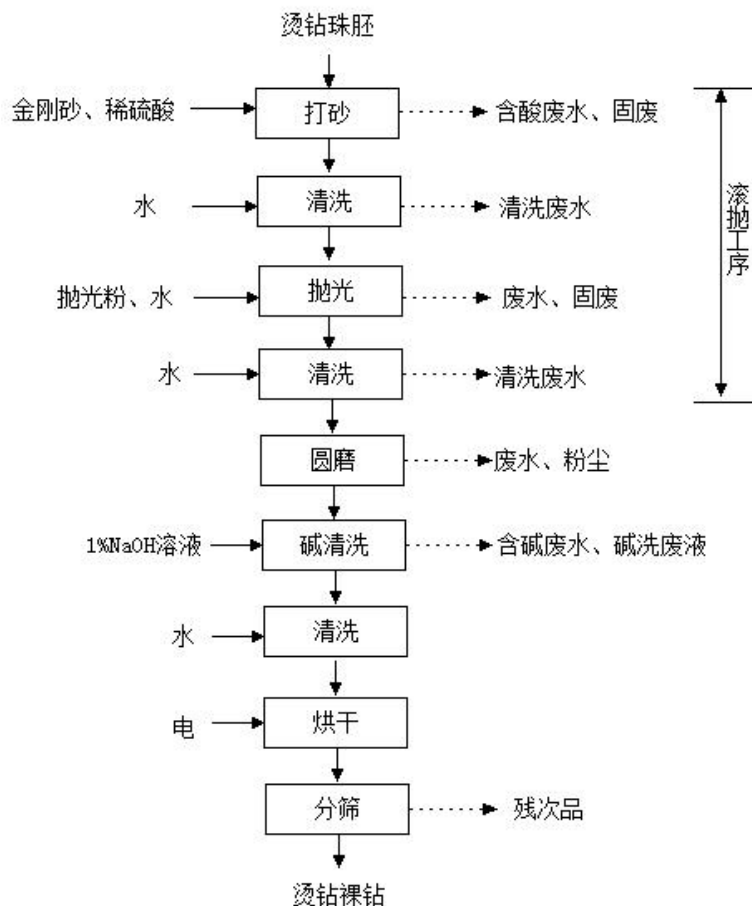 烫钻珠胚
金刚砂、稀硫酸
打砂
含酸废水、固废
水
清洗
清洗废水
滚抛工序
抛光粉、水
抛光
废水、固废
水
清洗
清洗废水
圆磨
废水、粉尘
1%NaOH溶液
碱清洗
含碱废水、碱洗废液
水
清洗
电
烘干
分筛
残次品
烫钻裸钻